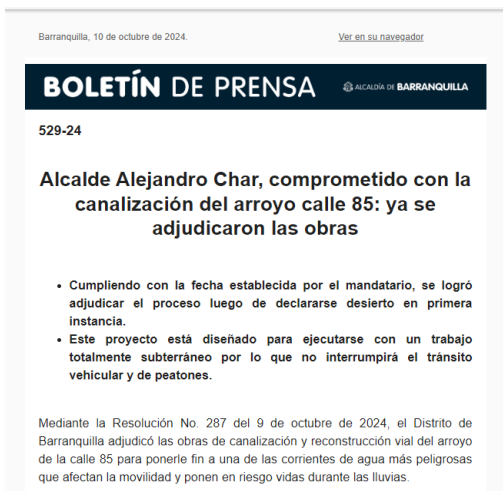 Barranquilla, 10 de octubre de 2024. Ver en su navegador
BOLETÍN DE PRENSA ALCALDÍA DE BARRANQUILLA
529-24
Alcalde Alejandro Char, comprometido con la
canalización del arroyo calle 85: ya se
adjudicaron las obras
• Cumpliendo con la fecha establecida por el mandatario, se logró
adjudicar el proceso luego de declararse desierto en primera
instancia.
• Este proyecto está diseñado para ejecutarse con un trabajo
totalmente subterráneo por lo que no interrumpirá el tránsito
vehicular y de peatones.
Mediante la Resolución No. 287 del 9 de octubre de 2024, el Distrito de
Barranquilla adjudicó las obras de canalización y reconstrucción vial del arroyo
de la calle 85 para ponerle fin a una de las corrientes de agua más peligrosas
que afectan la movilidad y ponen en riesgo vidas durante las lluvias.